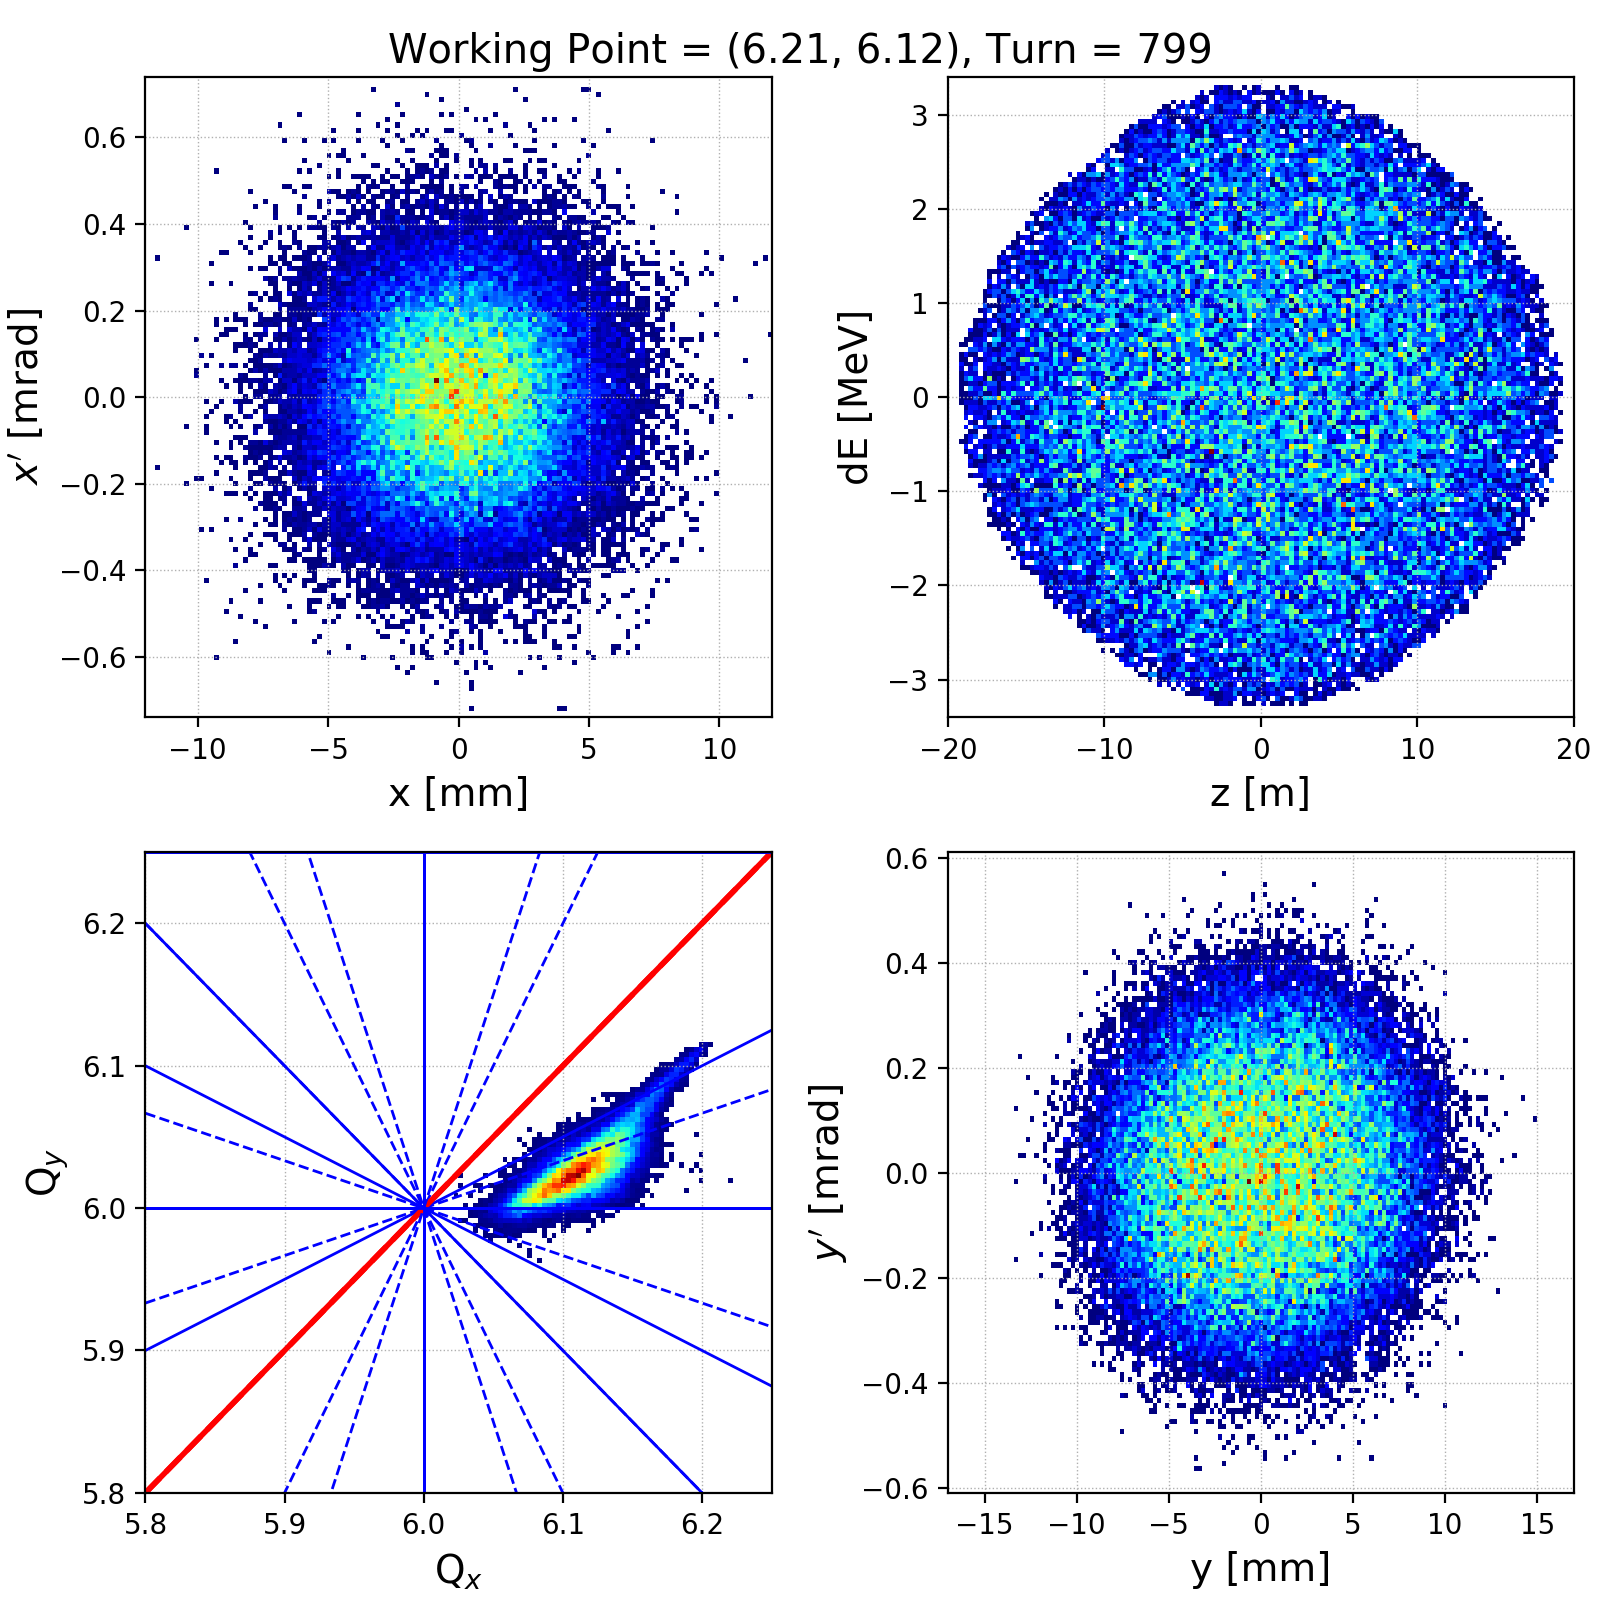 Working Point = (6.21, 6.12), Turn = 799
0.6
0.4
0.2
0.0
−0.2
−0.4
−0.6
x′ [mrad]
−10 −5 0 5 10
x [mm]
3
2
1
0
−1
−2
−3
dE [MeV]
−20 −10 0 10 20
z [m]
6.2
6.1
6.0
5.9
5.8
Qy
5.8 5.9 6.0 6.1 6.2
Qx
0.6
0.4
0.2
0.0
−0.2
−0.4
−0.6
y′ [mrad]
−15 −10 −5 0 5 10 15
y [mm]